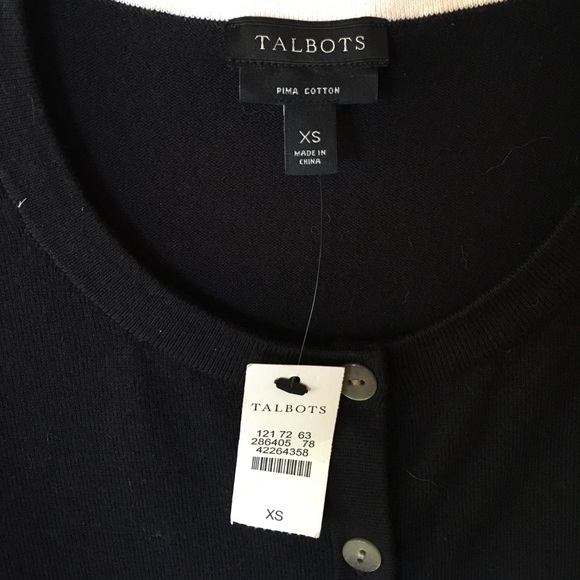 TALBOTS
PIMA COTTON
XS
MADE IN
CHINA
TALBOTS
121 72 63
286405 78
42264358
XS